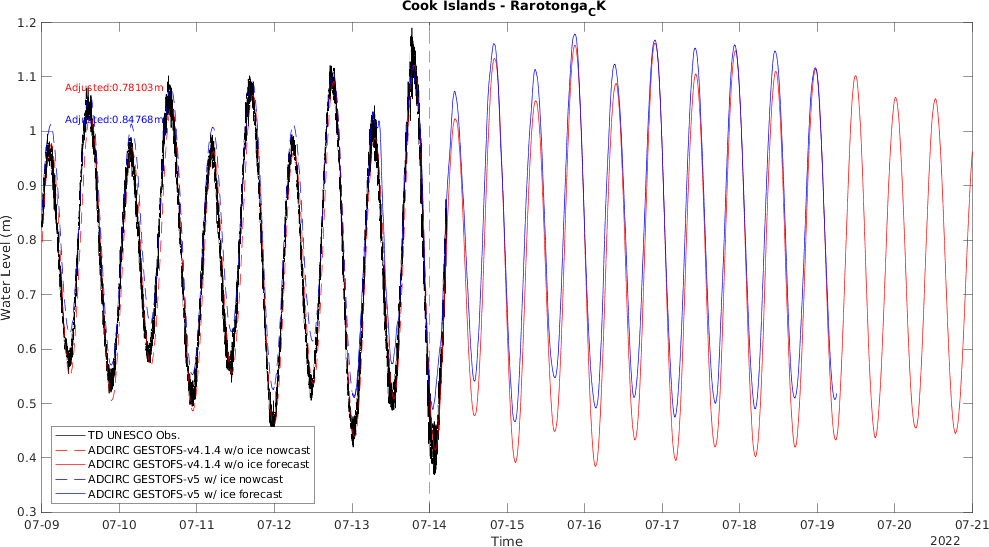 Cook Islands - Rarotonga_CK
Water Level (m)
1.2
1.1
1
0.9
0.8
0.7
0.6
0.5
0.4
0.3
Adjusted:0.78103m
Adjusted:0.84768m
TD UNESCO Obs.
ADCIRC GESTOFS-v4.1.4 w/o ice nowcast
ADCIRC GESTOFS-v4.1.4 w/o ice forecast
ADCIRC GESTOFS-v5 w/ ice nowcast
ADCIRC GESTOFS-v5 w/ ice forecast
07-09 07-10 07-11 07-12 07-13 07-14 07-15 07-16 07-17 07-18 07-19 07-20 07-21
Time
2022